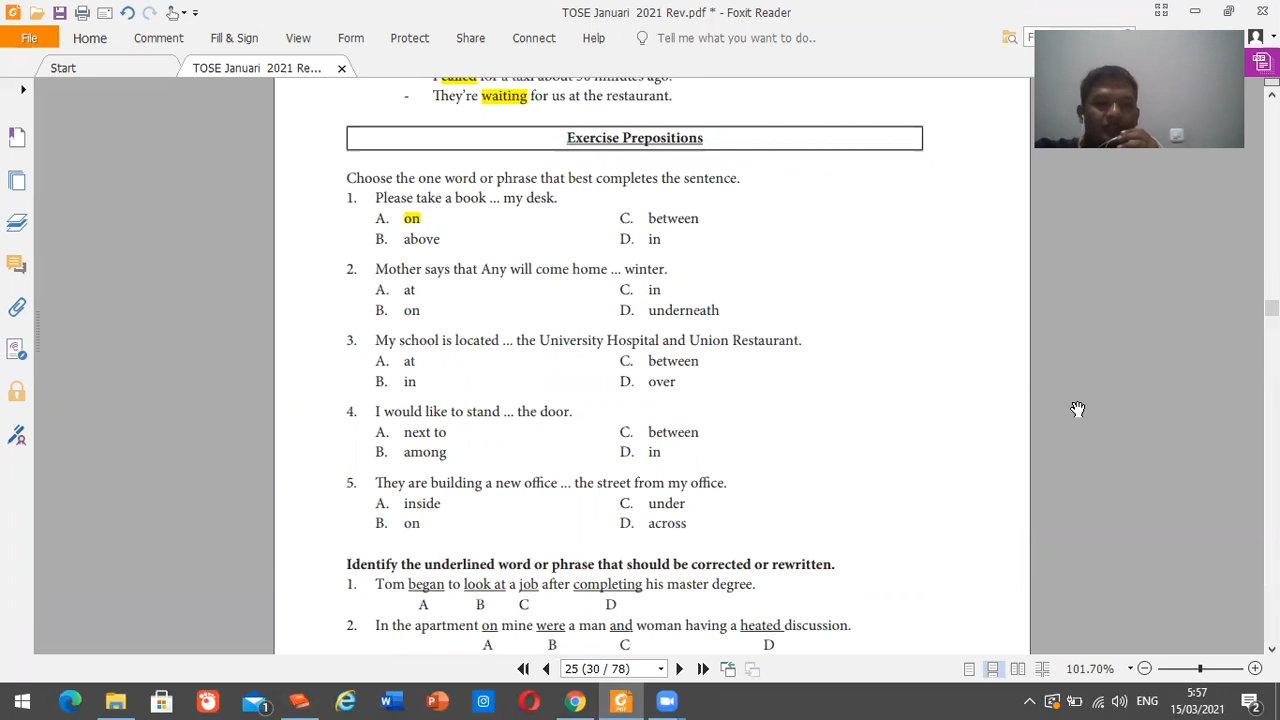 TOSE Januari 2021 Rev.pdf * - Foxit Reader
File Home Comment Fill & Sign View Form Protect Share Connect Help Tell me what you want to do..
Start TOSE Januari 2021 Re...
I called for a taxi about 30 minutes ago.
- They're waiting for us at the restaurant.
Exercise Prepositions
Choose the one word or phrase that best completes the sentence.
1. Please take a book ... my desk.
A. on C. between
B. above D. in
2. Mother says that Any will come home ... winter.
A. at C. in
B. on D. underneath
3. My school is located ... the University Hospital and Union Restaurant.
A. at C. between
B. in D. over
4. I would like to stand ... the door.
A. next to C. between
B. among D. in
5. They are building a new office ... the street from my office.
A. inside C. under
B. on D. across
Identify the underlined word or phrase that should be corrected or rewritten.
1. Tom began to look at a job after completing his master degree.
A B C D
2. In the apartment on mine were a man and woman having a heated discussion.
A B C D
25 (30 / 78) 101.70%
ENG 5:57
15/03/2021 2